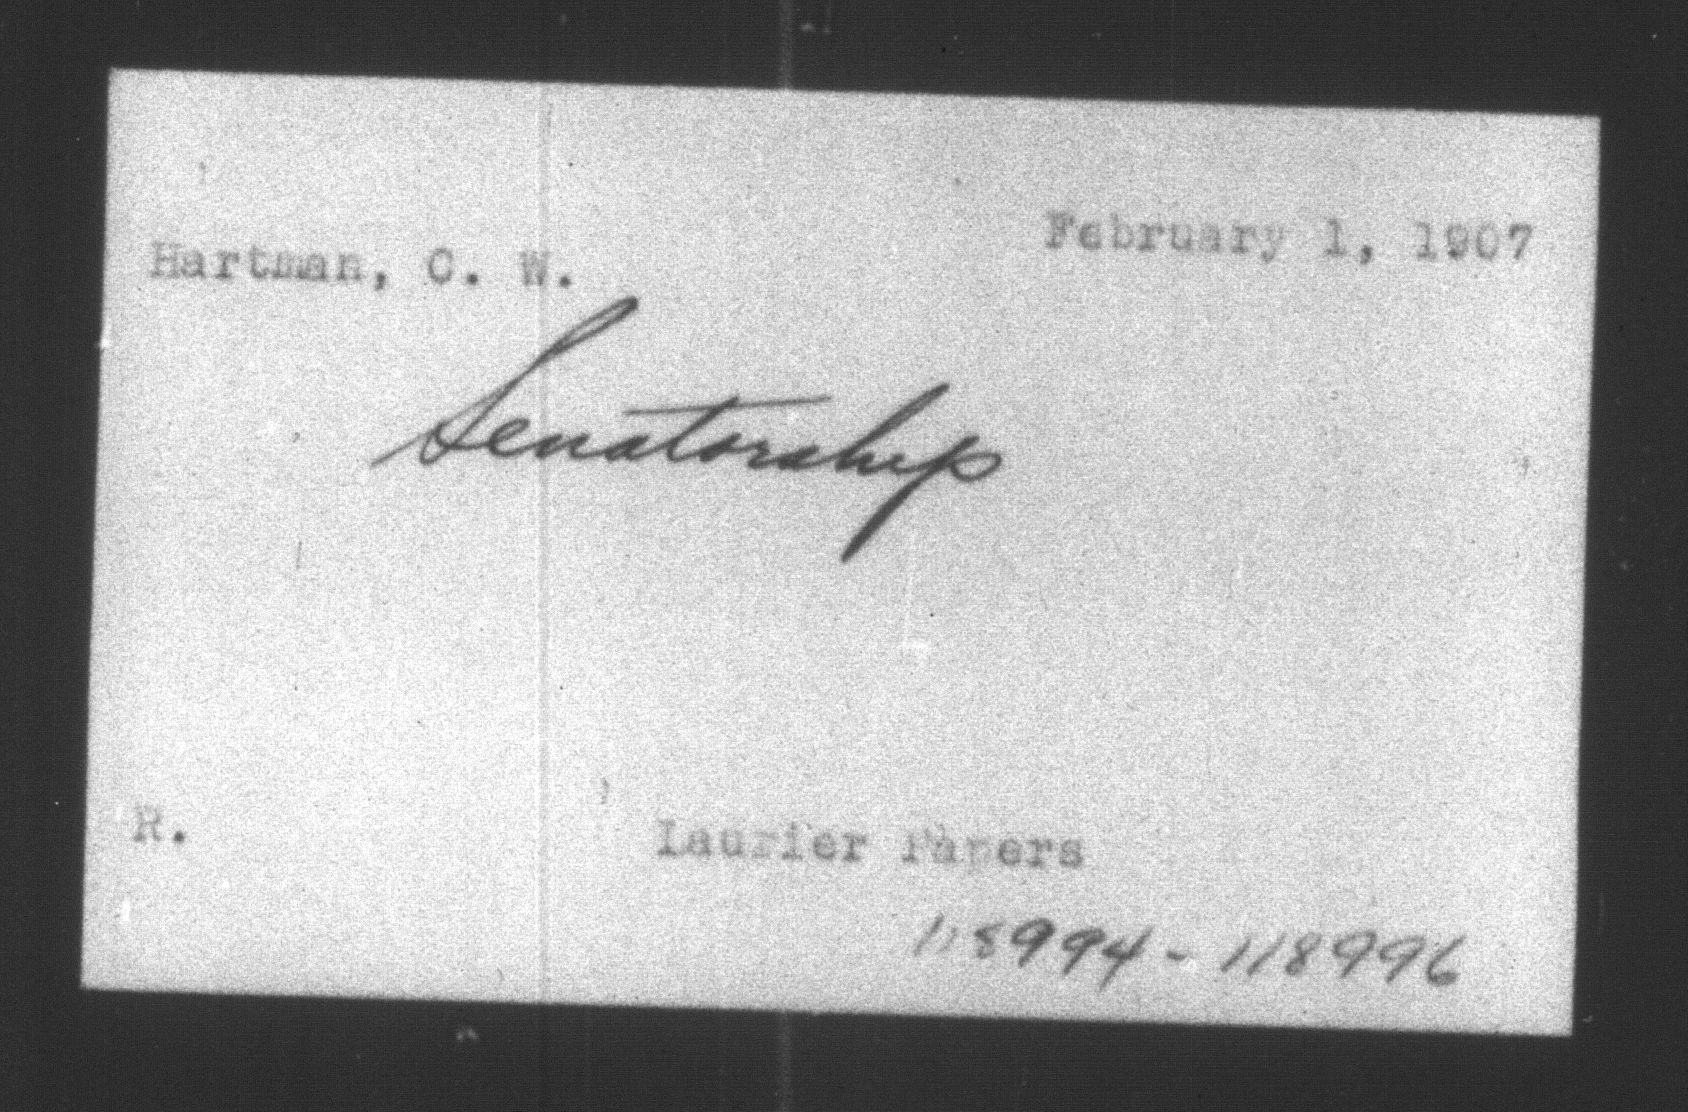 February 1, 1907
Hartman, C. W.
Senatorship
R.
Laurier Papers
118994-118996